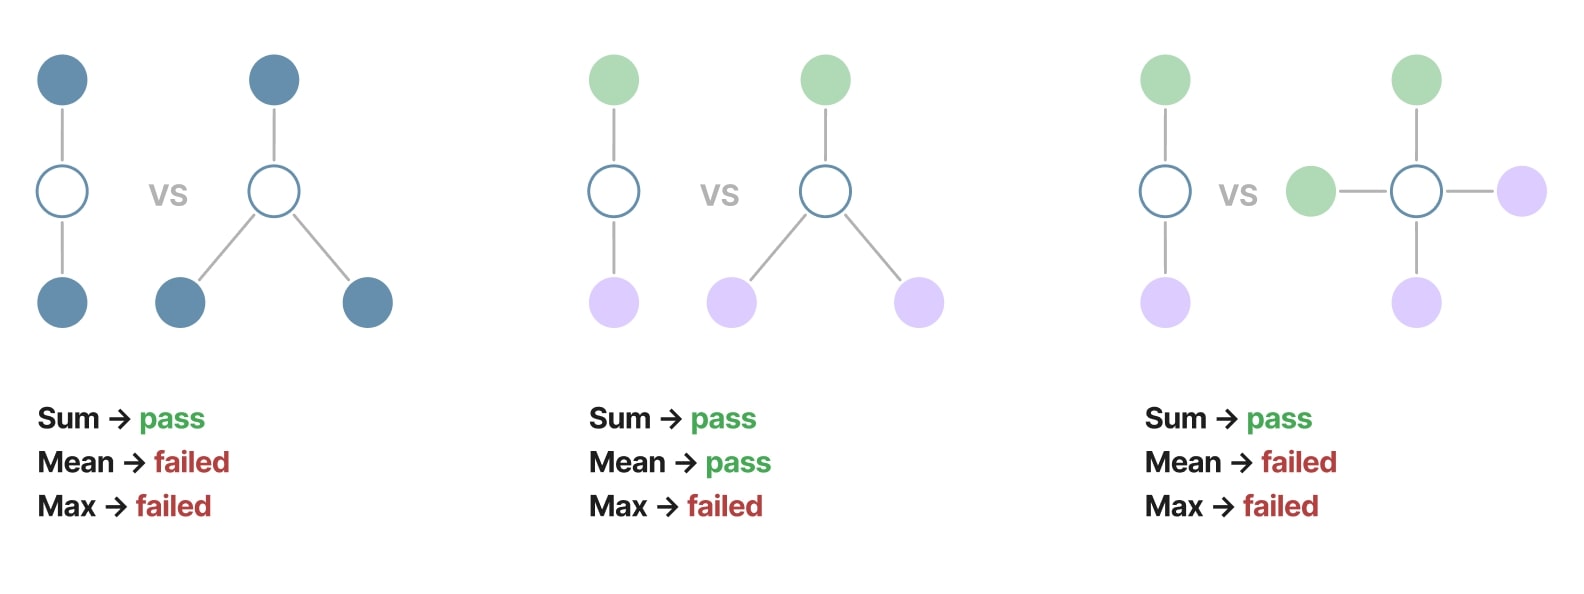 VS
VS
VS
Sum → pass
Mean → failed
Max → failed
Sum → pass
Mean → pass
Max → failed
Sum → pass
Mean → failed
Max → failed